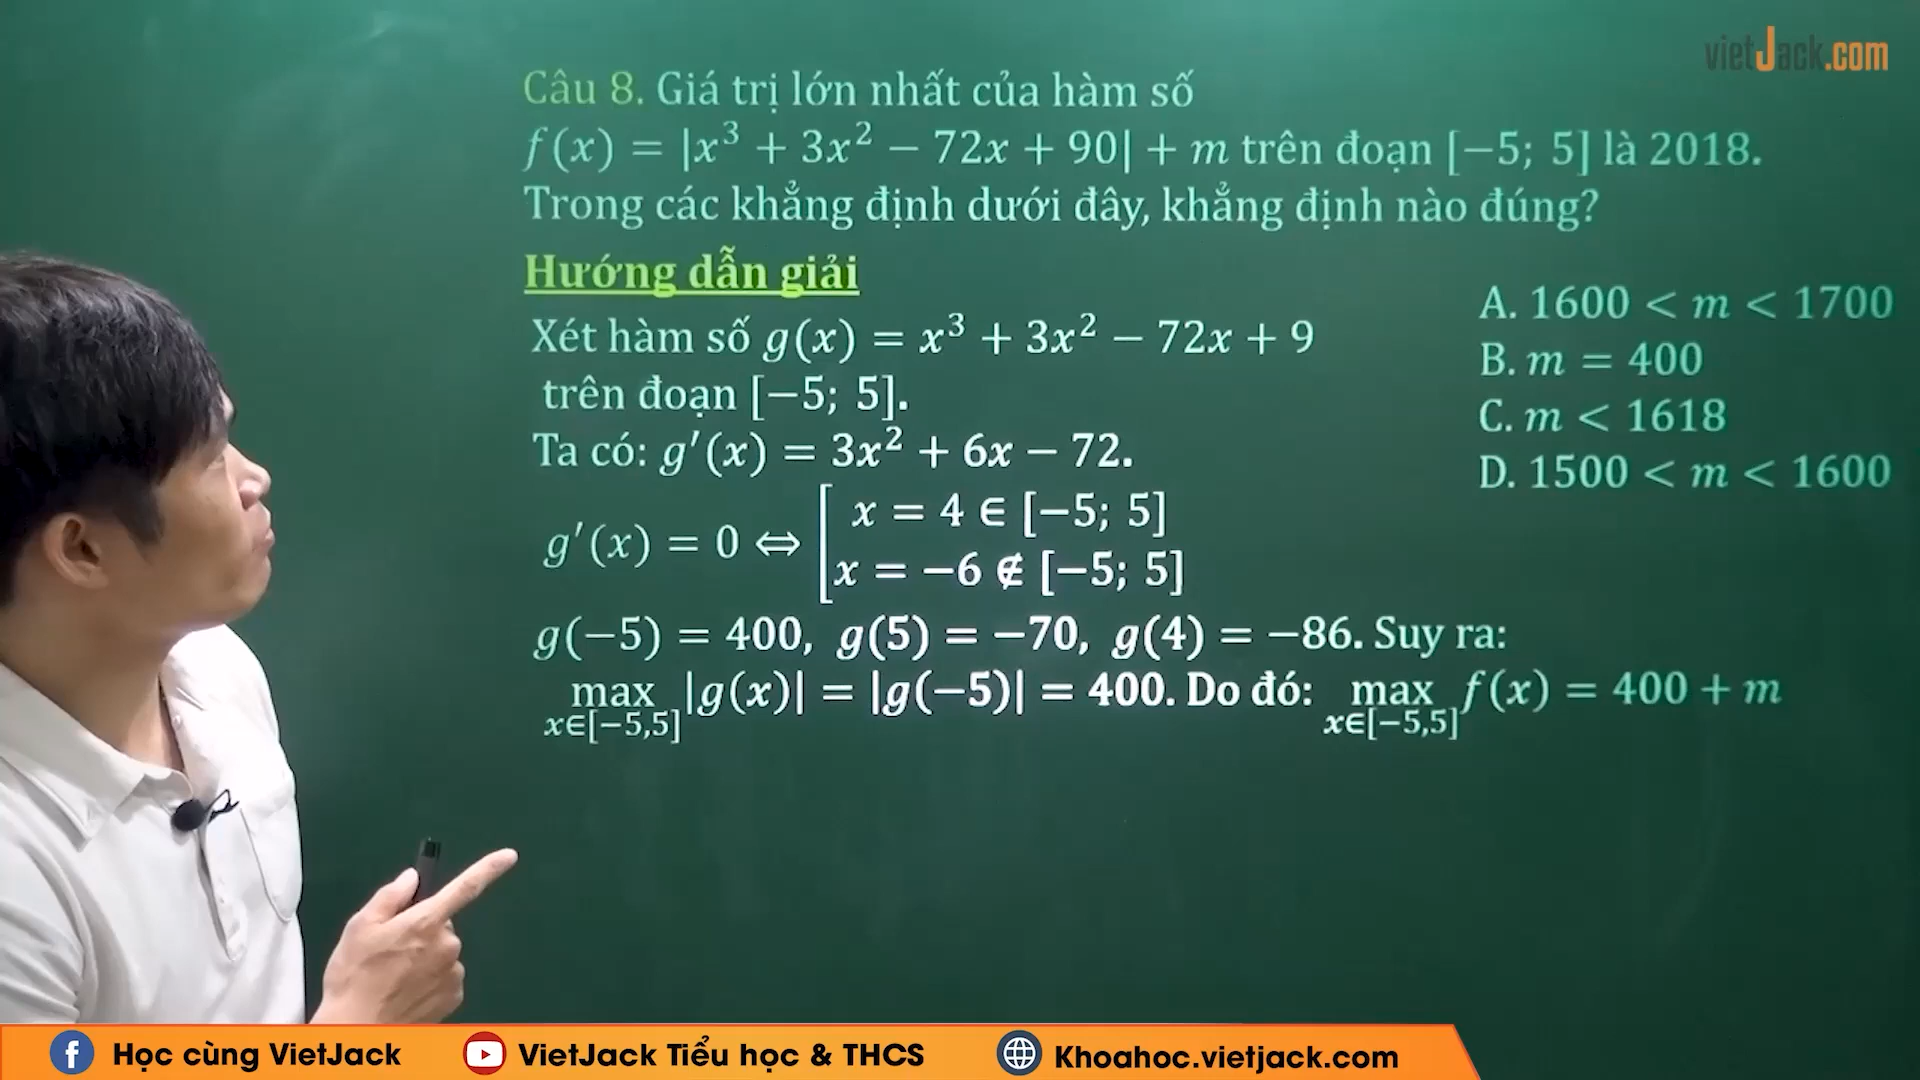 vietJack.com
Câu 8. Giá trị lớn nhất của hàm số
f(x) = |x³ + 3x² − 72x + 90| + m trên đoạn [−5; 5] là 2018.
Trong các khẳng định dưới đây, khẳng định nào đúng?
Hướng dẫn giải
Xét hàm số g(x) = x³ + 3x² − 72x + 9
trên đoạn [−5; 5].
Ta có: g′(x) = 3x² + 6x − 72.
g′(x) = 0 ⇔ [ x = 4 ∈ [−5; 5]
x = −6 ∉ [−5; 5]
g(−5) = 400, g(5) = −70, g(4) = −86. Suy ra:
max |g(x)| = |g(−5)| = 400. Do đó: max f(x) = 400 + m
x∈[−5,5] x∈[−5,5]
A. 1600 < m < 1700
B. m = 400
C. m < 1618
D. 1500 < m < 1600
Học cùng VietJack
VietJack Tiểu học & THCS
Khoahoc.vietjack.com